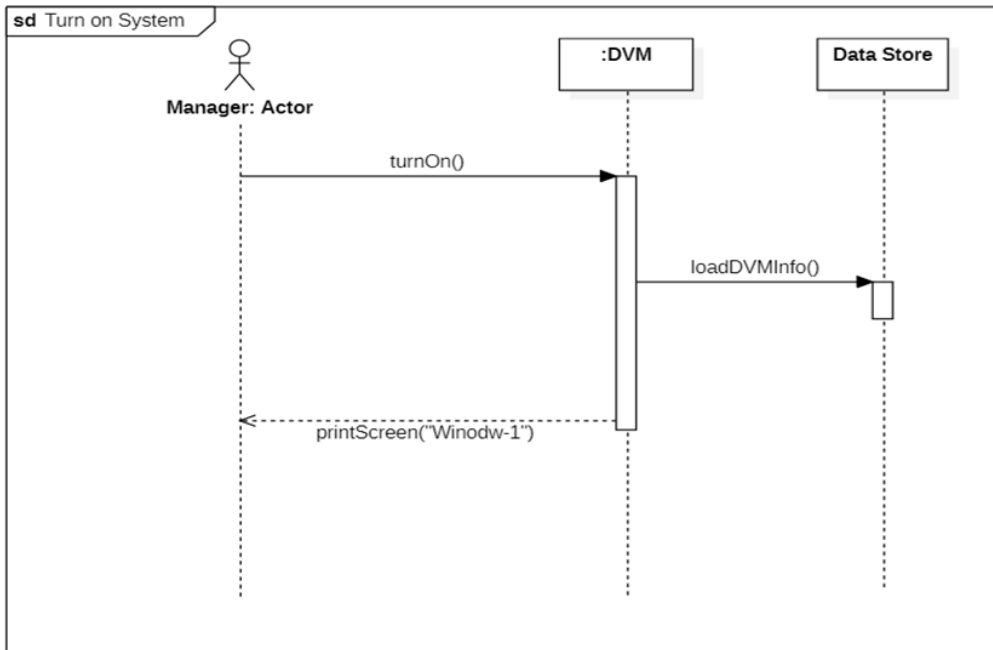 sd Turn on System
:DVM
Data Store
Manager: Actor
turnOn()
loadDVMInfo()
printScreen("Winodw-1")